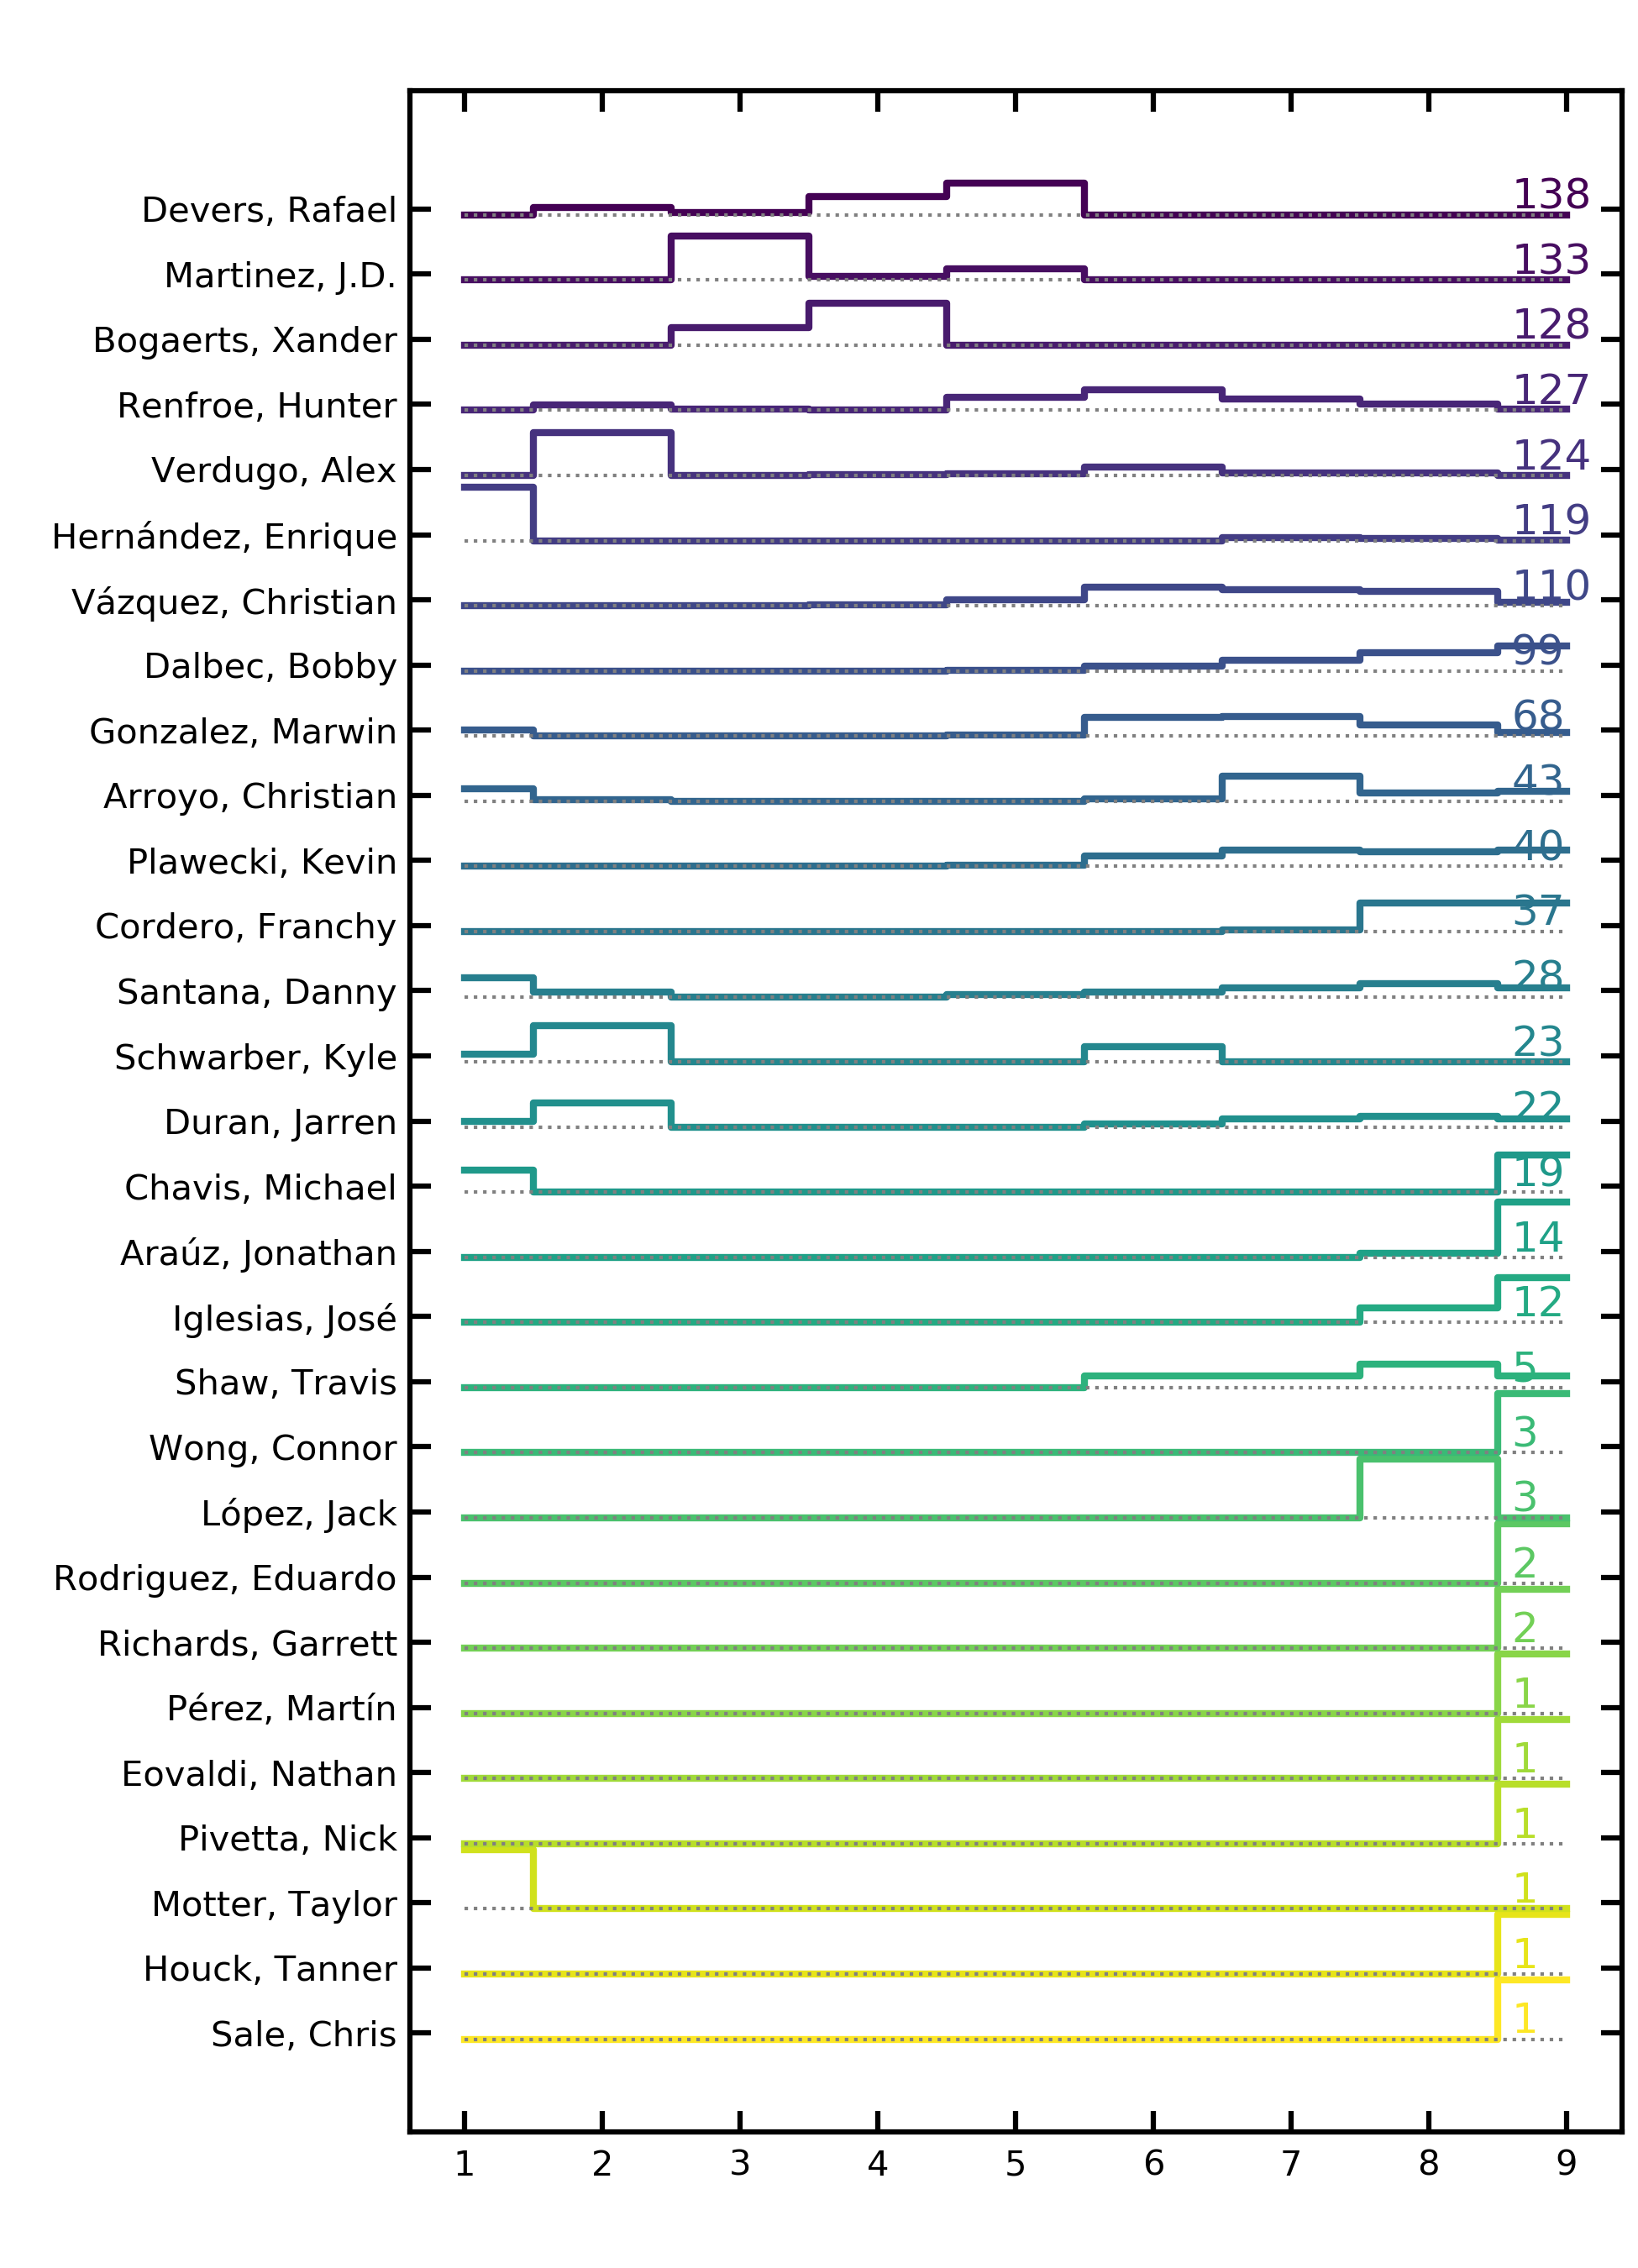 Devers, Rafael 138
Martinez, J.D. 133
Bogaerts, Xander 128
Renfroe, Hunter 127
Verdugo, Alex 124
Hernández, Enrique 119
Vázquez, Christian 110
Dalbec, Bobby 99
Gonzalez, Marwin 68
Arroyo, Christian 43
Plawecki, Kevin 40
Cordero, Franchy 37
Santana, Danny 28
Schwarber, Kyle 23
Duran, Jarren 22
Chavis, Michael 19
Araúz, Jonathan 14
Iglesias, José 12
Shaw, Travis 5
Wong, Connor 3
López, Jack 3
Rodriguez, Eduardo 2
Richards, Garrett 2
Pérez, Martín 1
Eovaldi, Nathan 1
Pivetta, Nick 1
Motter, Taylor 1
Houck, Tanner 1
Sale, Chris 1
1 2 3 4 5 6 7 8 9